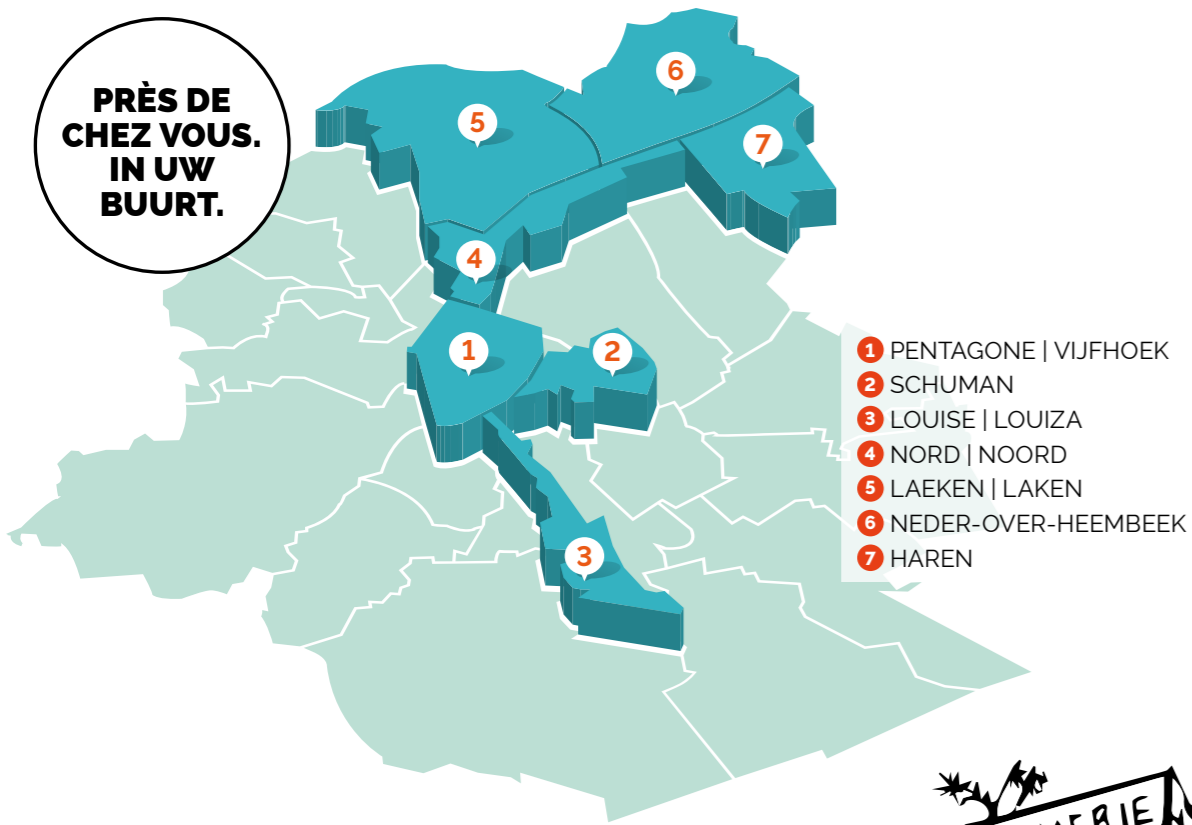 PRÈS DE
CHEZ VOUS.
IN UW
BUURT.
6
5
7
4
1
2
3
1 PENTAGONE | VIJFHOEK
2 SCHUMAN
3 LOUISE | LOUIZA
4 NORD | NOORD
5 LAEKEN | LAKEN
6 NEDER-OVER-HEEMBEEK
7 HAREN